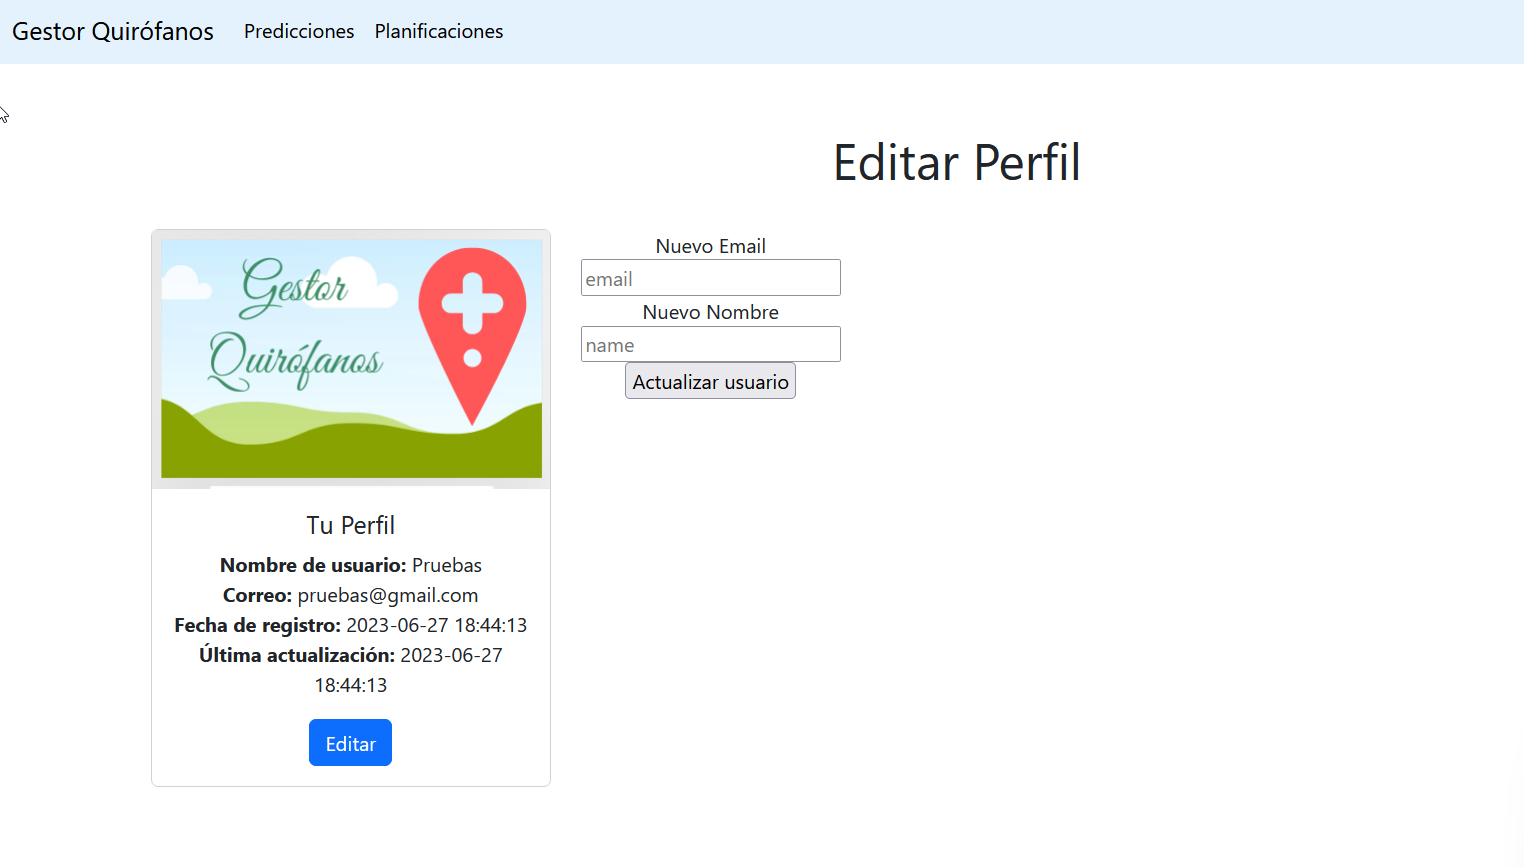 Gestor Quirófanos Predicciones Planificaciones
Editar Perfil
Gestor
Quirófanos
Tu Perfil
Nombre de usuario: Pruebas
Correo: pruebas@gmail.com
Fecha de registro: 2023-06-27 18:44:13
Última actualización: 2023-06-27
18:44:13
Editar
Nuevo Email
email
Nuevo Nombre
name
Actualizar usuario